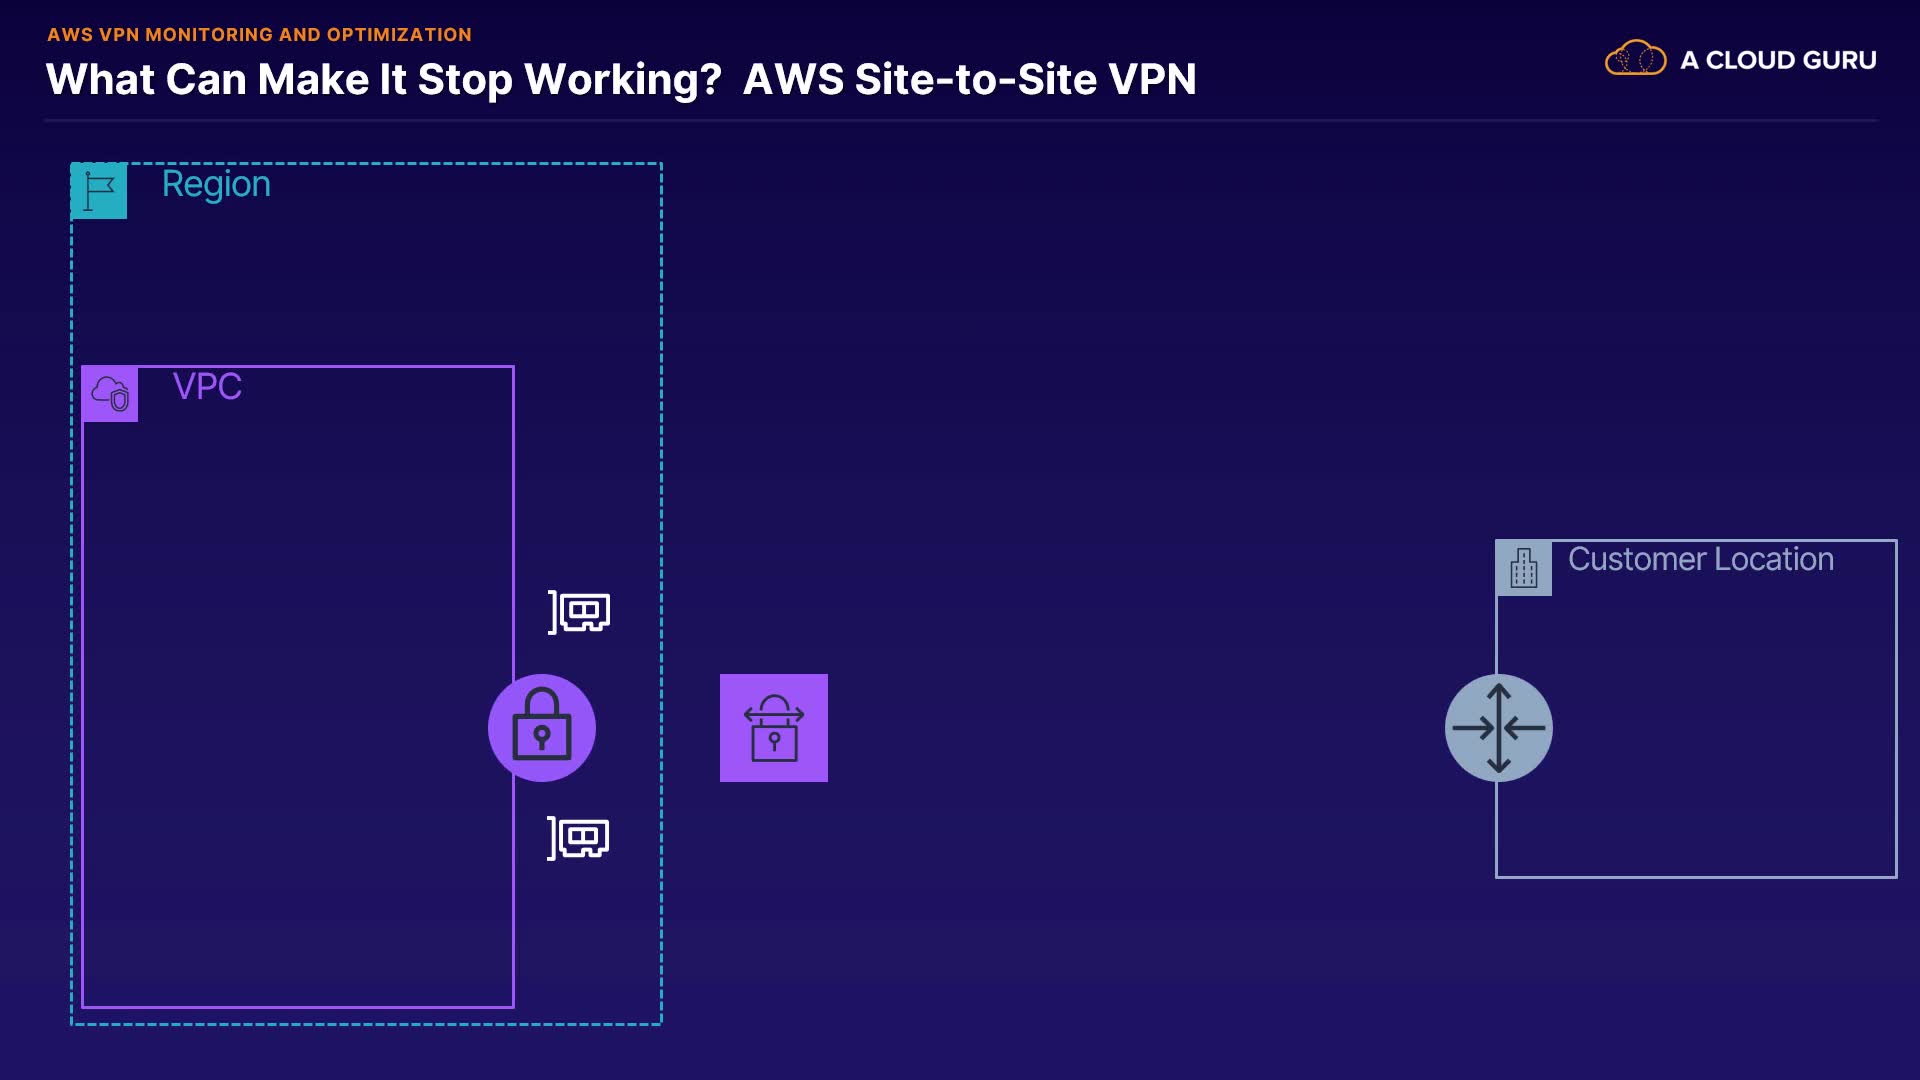 AWS VPN MONITORING AND OPTIMIZATION
What Can Make It Stop Working? AWS Site-to-Site VPN
A CLOUD GURU
Region
VPC
Customer Location